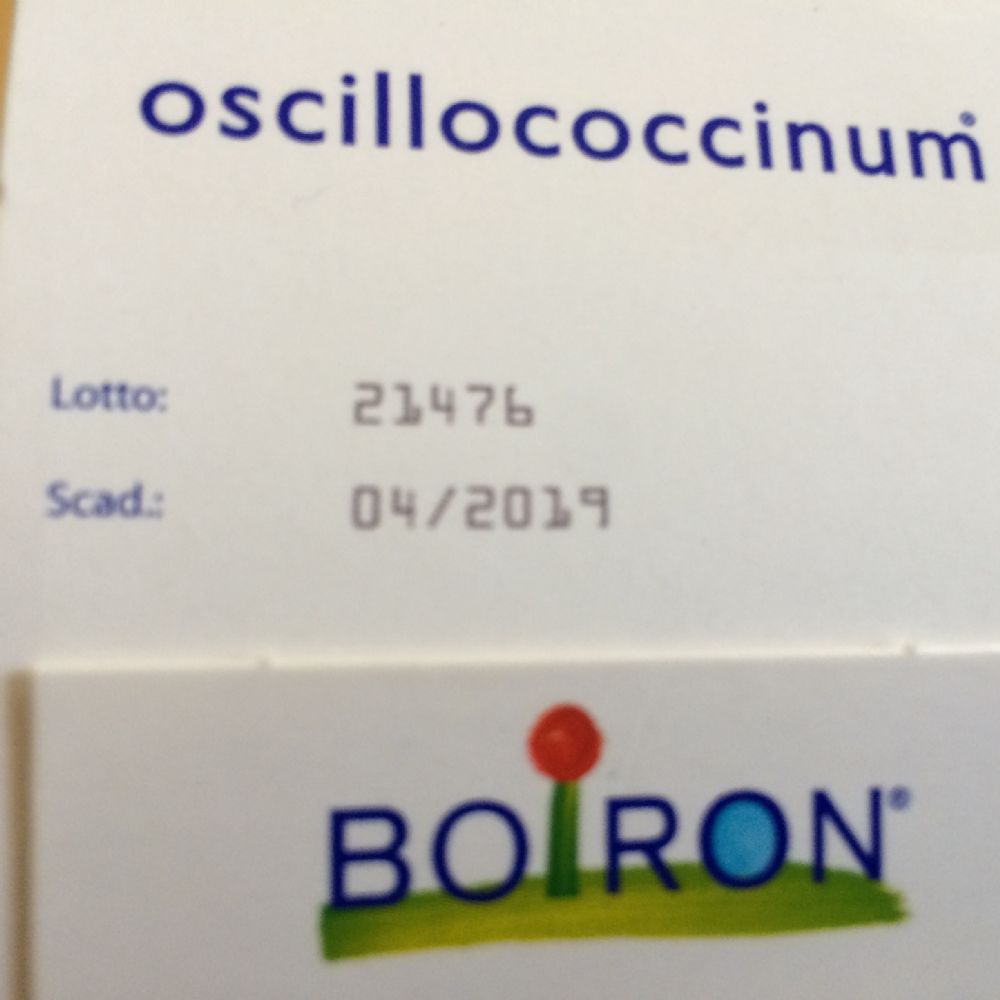 oscillococcinum®
Lotto: 21476
Scad.: 04/2019
BOIRON®